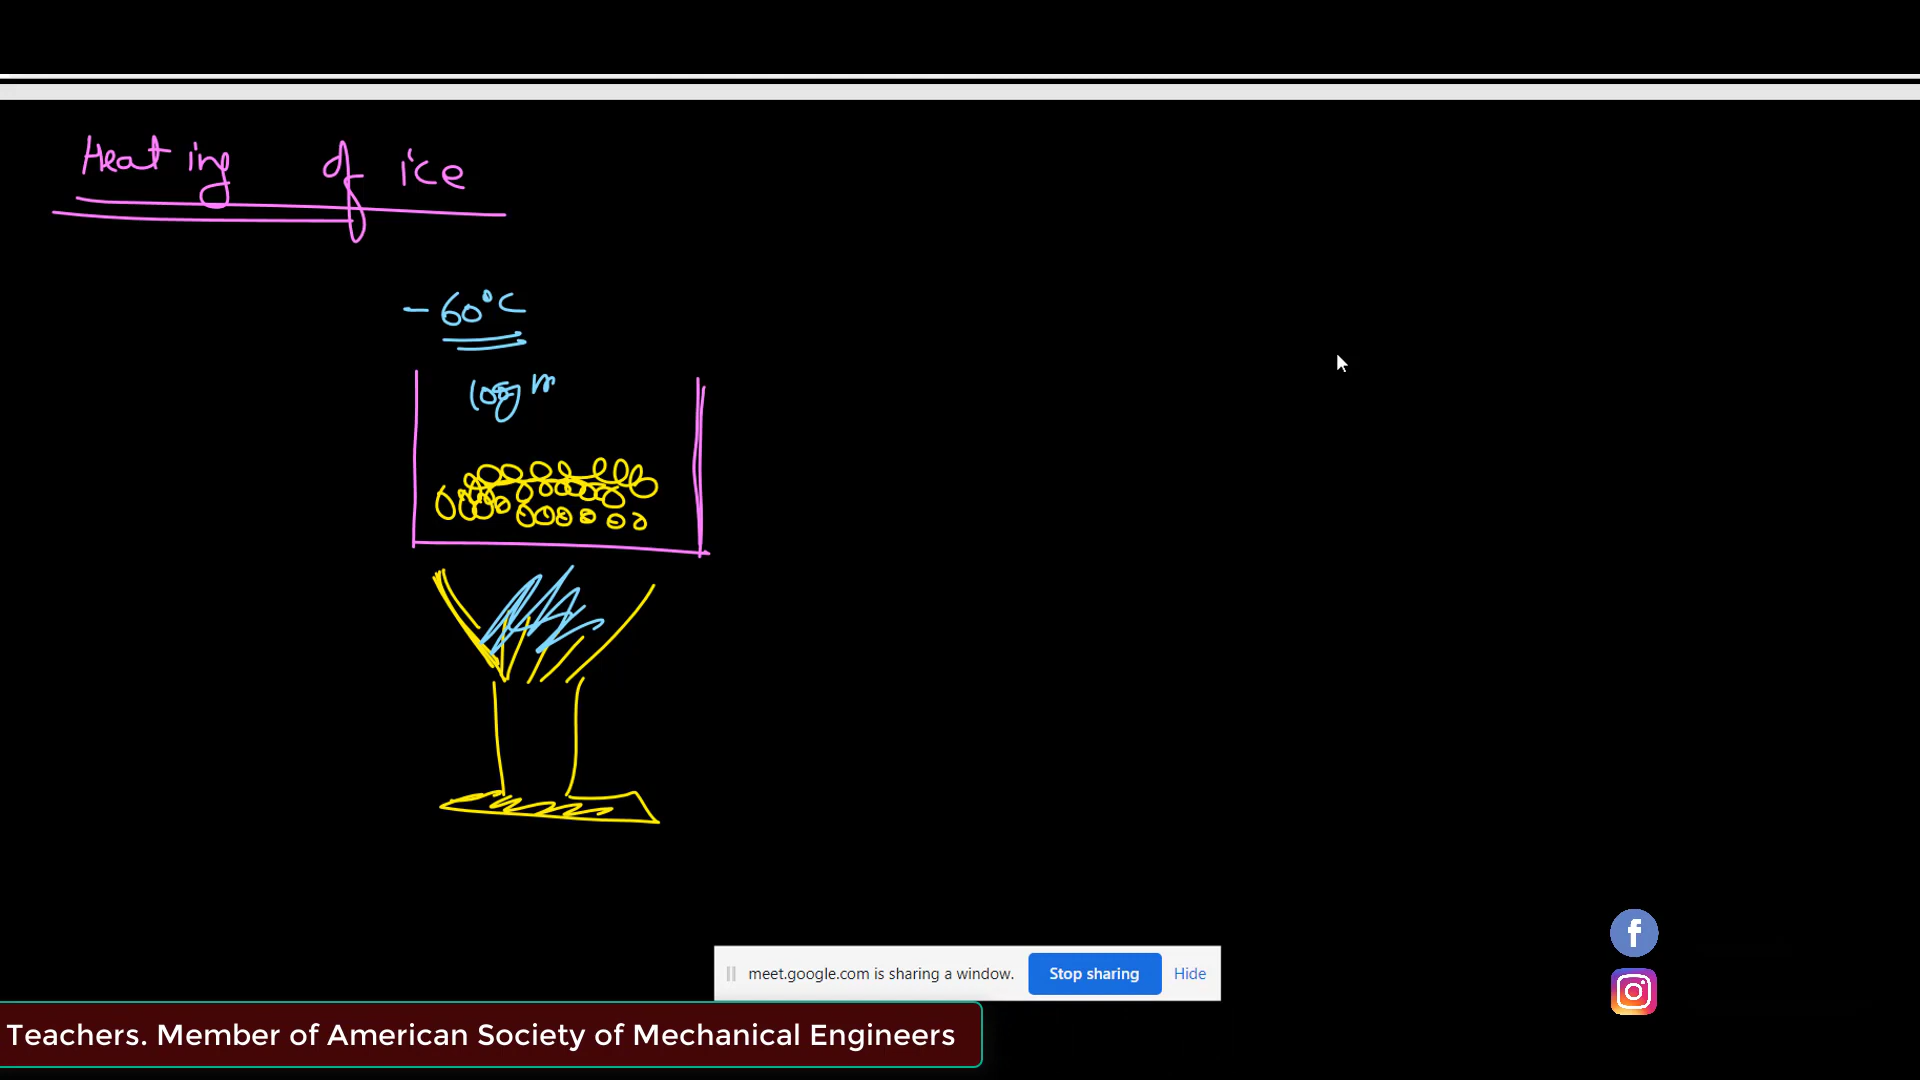 Heating of ice
- 60°C
m
meet.google.com is sharing a window. Stop sharing Hide
Teachers. Member of American Society of Mechanical Engineers